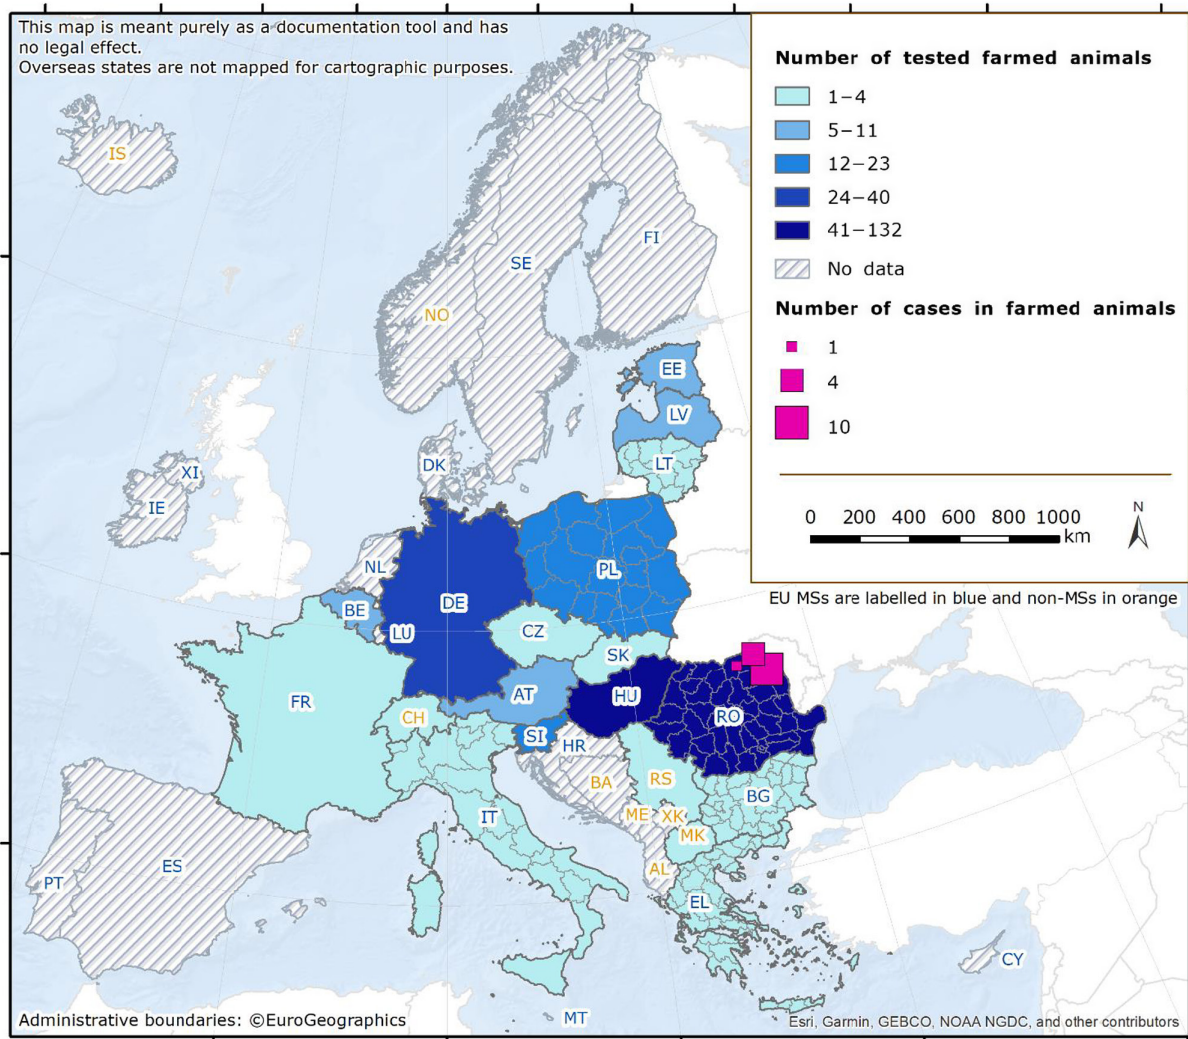 This map is meant purely as a documentation tool and has
no legal effect.
Overseas states are not mapped for cartographic purposes.
Number of tested farmed animals
1–4
5–11
12–23
24–40
41–132
No data
Number of cases in farmed animals
1
4
10
0 200 400 600 800 1000
km
N
EU MSs are labelled in blue and non-MSs in orange
IS
FI
SE
NO
EE
LV
LT
DK
XI
IE
NL
PL
BE
DE
LU
CZ
SK
FR
AT
HU
CH
RO
SI
HR
BA
RS
BG
ME
XK
IT
MK
AL
ES
PT
EL
CY
MT
Administrative boundaries: ©EuroGeographics
Esri, Garmin, GEBCO, NOAA NGDC, and other contributors